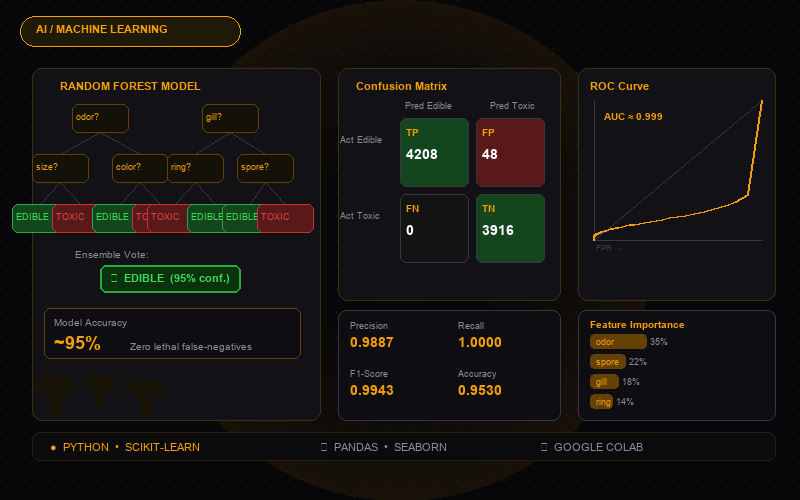 AI / MACHINE LEARNING
RANDOM FOREST MODEL
odor?
gill?
size?
color?
ring?
spore?
EDIBLE
TOXIC
EDIBLE
TOXIC
EDIBLE
EDIBLE
TOXIC
Ensemble Vote:
EDIBLE (95% conf.)
Model Accuracy
~95%
Zero lethal false-negatives
Confusion Matrix
Pred Edible
Pred Toxic
Act Edible
TP
4208
FP
48
Act Toxic
FN
0
TN
3916
Precision
Recall
0.9887
1.0000
F1-Score
Accuracy
0.9943
0.9530
ROC Curve
AUC ≈ 0.999
FPR →
Feature Importance
odor 35%
spore 22%
gill 18%
ring 14%
● PYTHON • SCIKIT-LEARN
PANDAS • SEABORN
GOOGLE COLAB